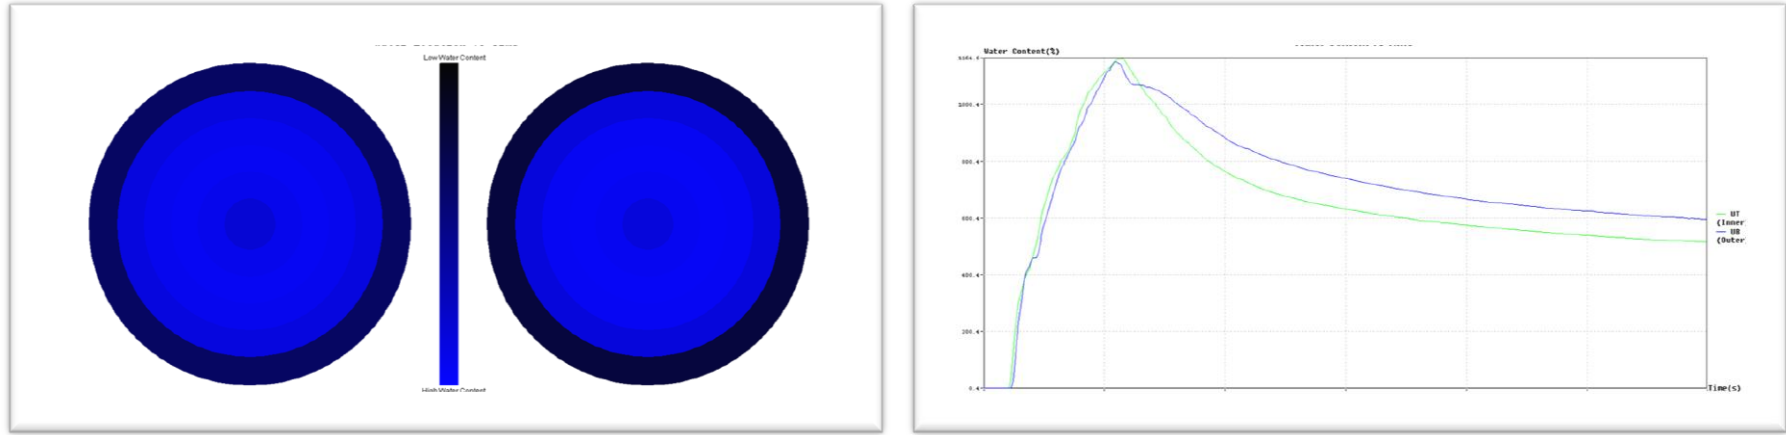 Low Water Content
High Water Content
Water Content(%)
1000.4
800.4
600.4
400.4
200.4
0.4
Time(s)
UT
(Inner
UB
(Outer